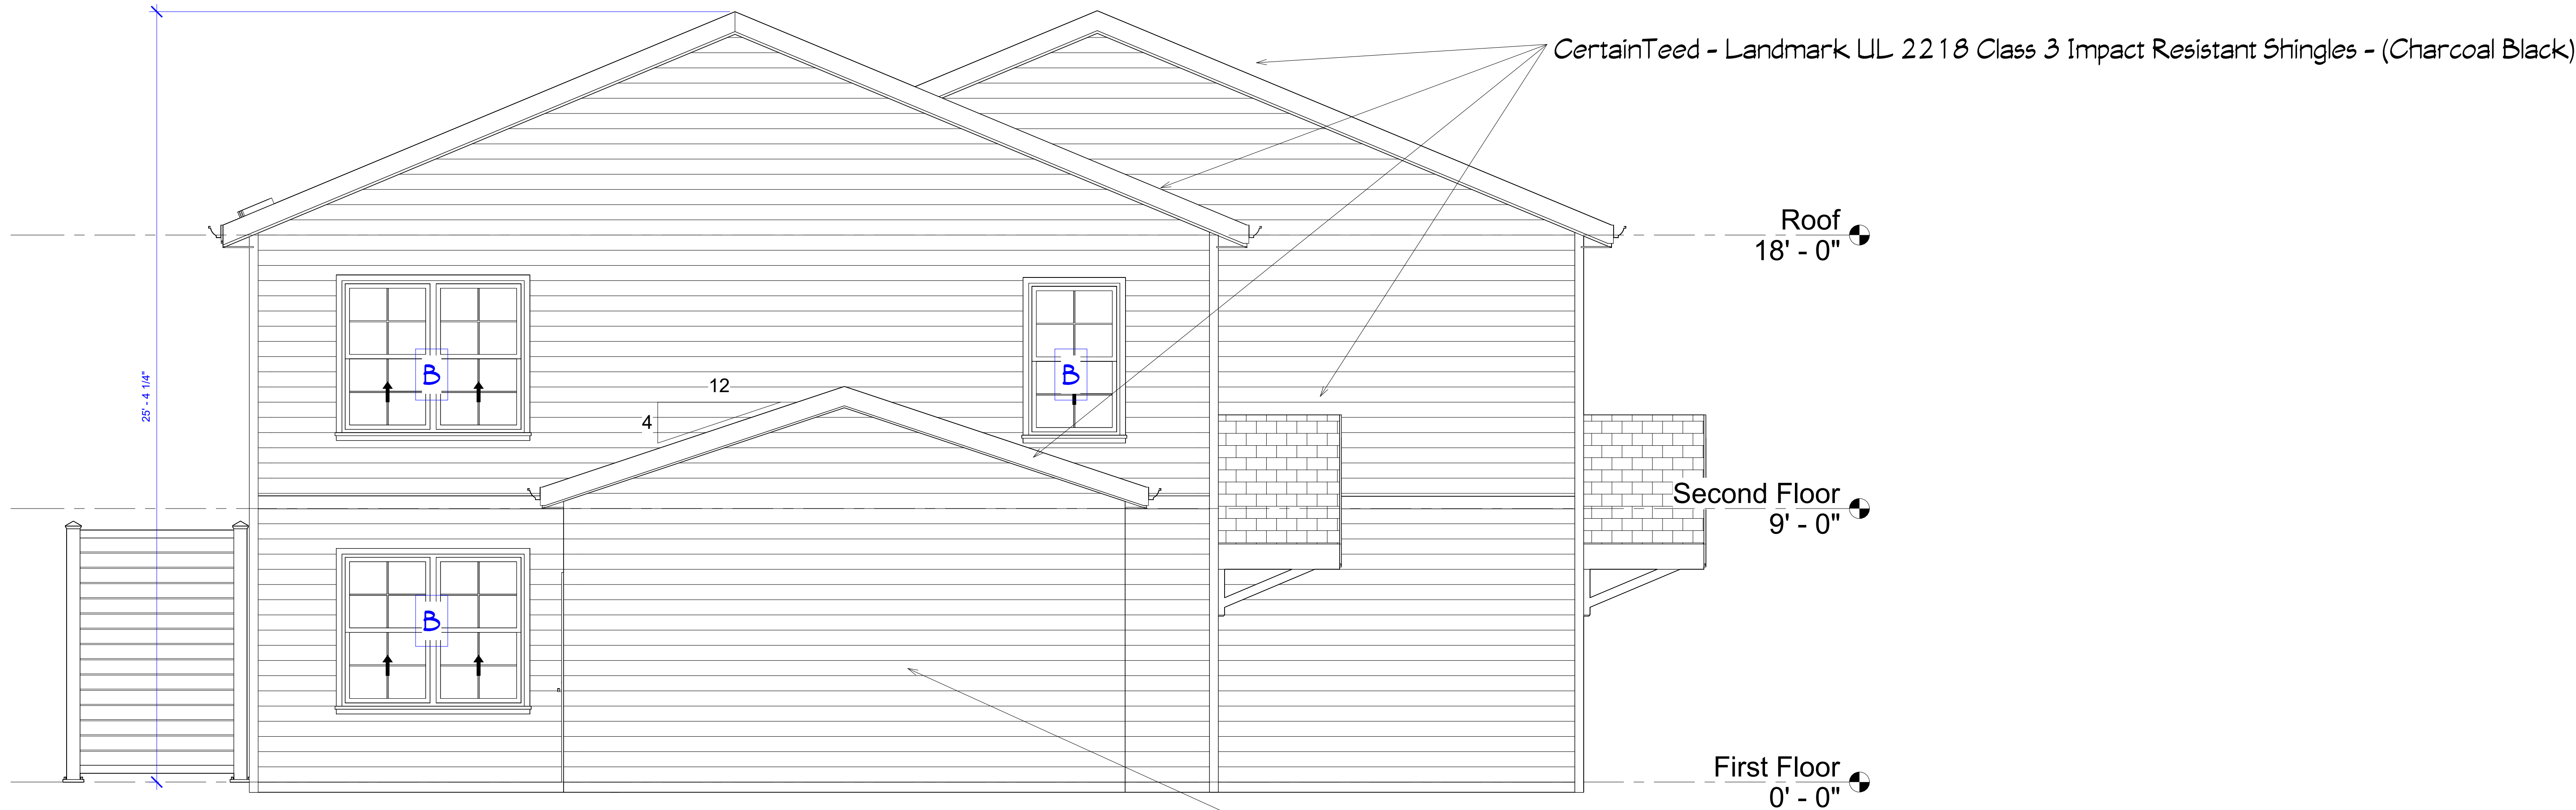 CertainTeed - Landmark UL 2218 Class 3 Impact Resistant Shingles - (Charcoal Black)
Roof
18' - 0"
25' - 4 1/4"
B
B
12
4
Second Floor
9' - 0"
B
First Floor
0' - 0"